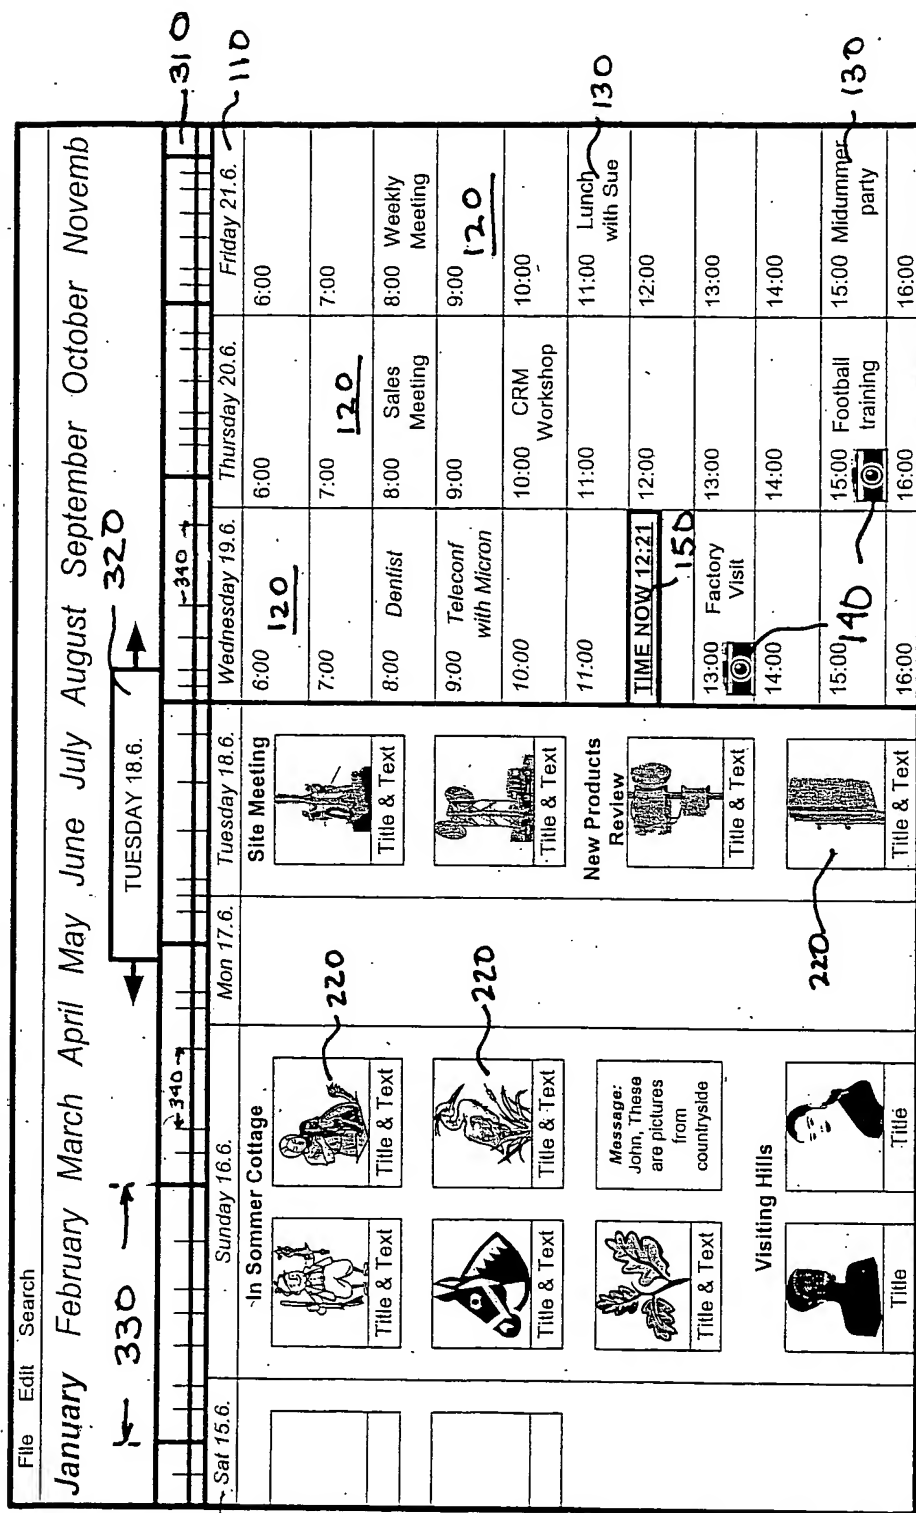 File Edit Search
January February March April May June July August September October Novemb
330
TUESDAY 18.6.
320
310
340
340
110
Sat 15.6.
Sunday 16.6.
In Sommer Cottage
Title & Text
Title & Text
220
Title & Text
Title & Text
220
Title & Text
Message:
John, These
are pictures
from
countryside
Visiting Hills
Title
Title
Mon 17.6.
Tuesday 18.6.
Site Meeting
Title & Text
Title & Text
New Products
Review
Title & Text
Title & Text
220
Wednesday 19.6.
6:00
120
7:00
8:00 Dentist
9:00 Teleconf
with Micron
10:00
11:00
TIME NOW 12:21
150
13:00 Factory
Visit
14:00
15:00
140
16:00
Thursday 20.6.
6:00
7:00
120
8:00 Sales
Meeting
9:00
10:00 CRM
Workshop
11:00
12:00
13:00
14:00
15:00 Football
training
16:00
Friday 21.6.
6:00
7:00
8:00 Weekly
Meeting
9:00
120
10:00
11:00 Lunch
with Sue
130
12:00
13:00
14:00
15:00 Midummer
party
130
16:00